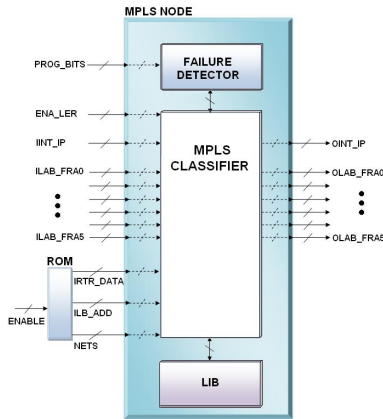 MPLS NODE
PROG_BITS
FAILURE
DETECTOR
ENA_LER
IINT_IP
MPLS
CLASSIFIER
OINT_IP
ILAB_FRA0
OLAB_FRA0
ILAB_FRA5
OLAB_FRA5
ROM
IRTR_DATA
ILB_ADD
ENABLE
NETS
LIB